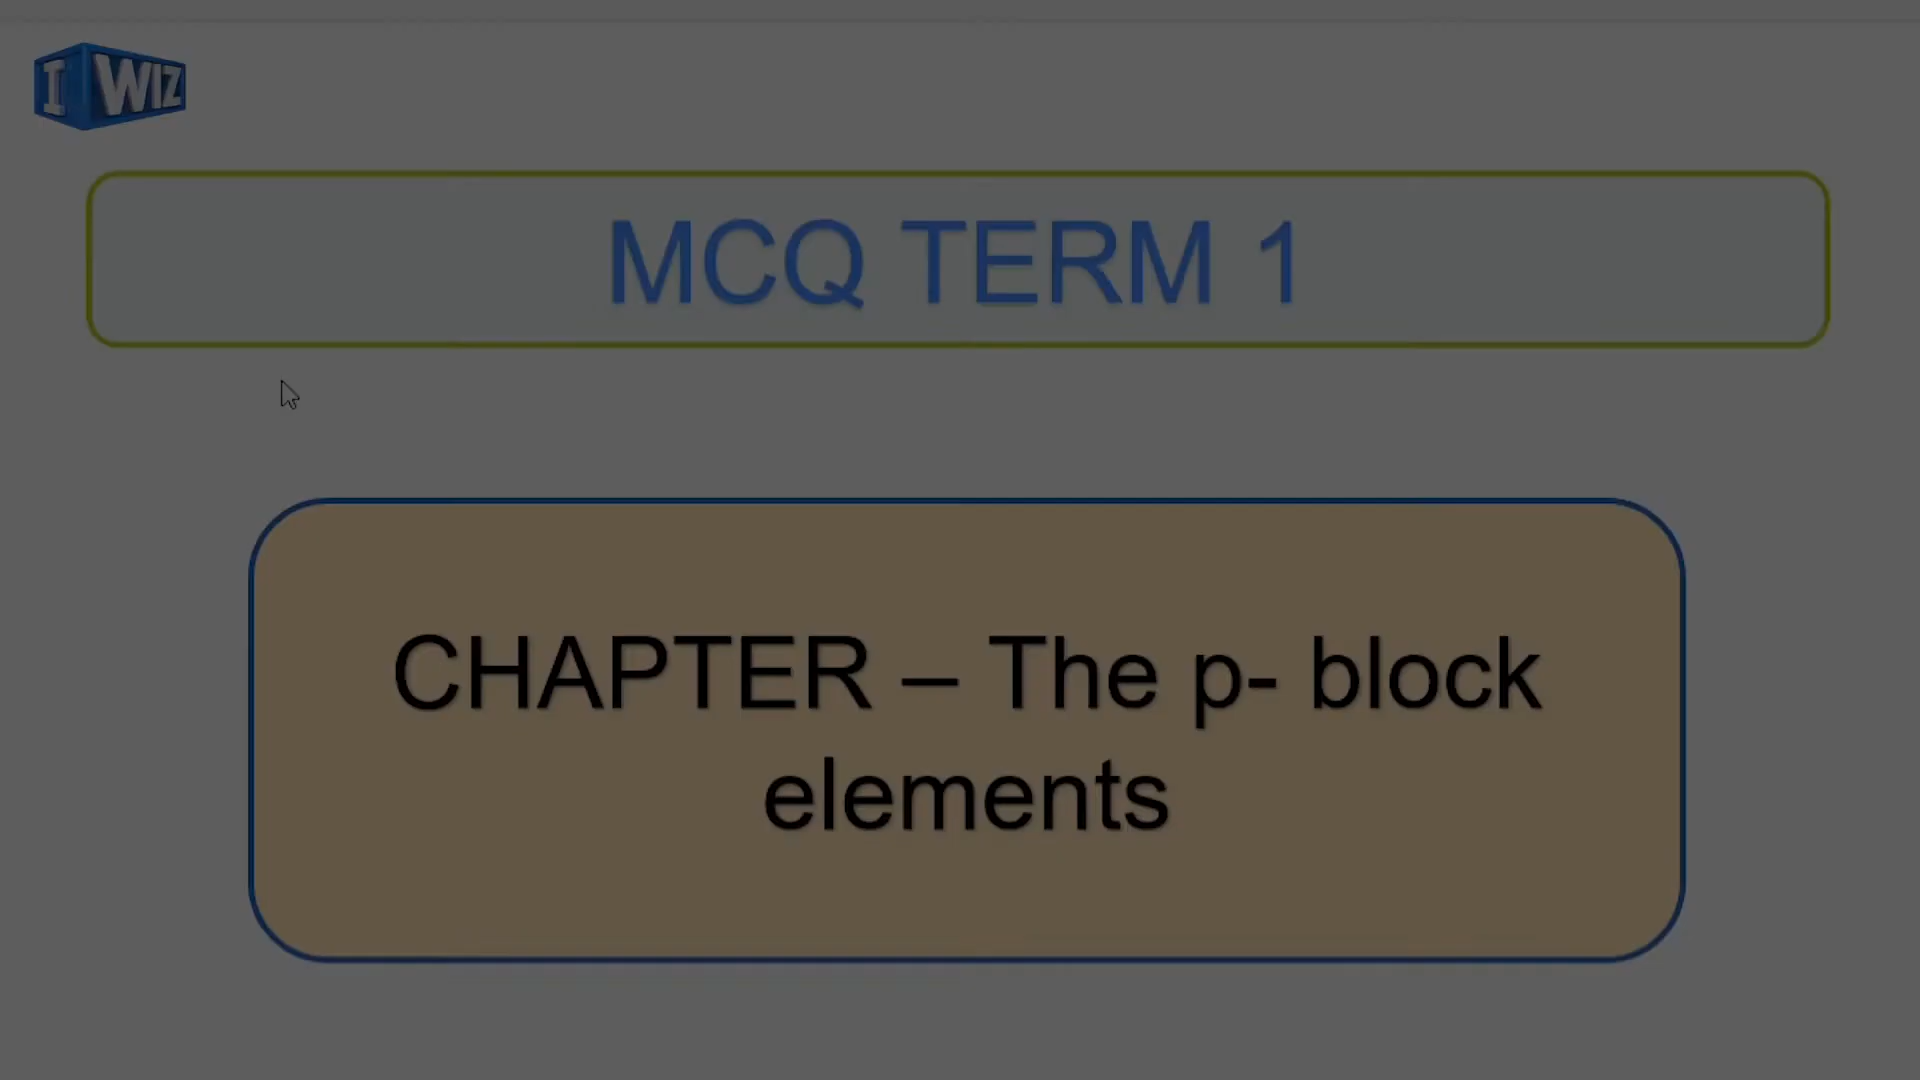 I WIZ
MCQ TERM 1
CHAPTER – The p- block
elements